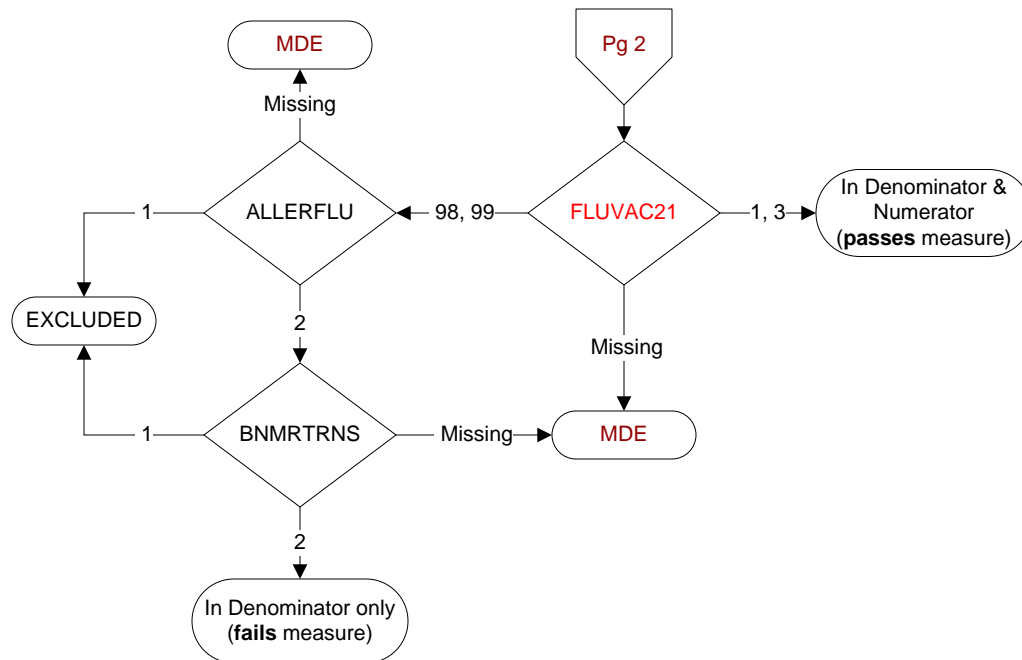 MDE
Pg 2
Missing
1
ALLERFLU
98, 99
FLUVAC21
1, 3
In Denominator &
Numerator
(passes measure)
EXCLUDED
2
Missing
1
BNMRTRNS
Missing
MDE
2
In Denominator only
(fails measure)